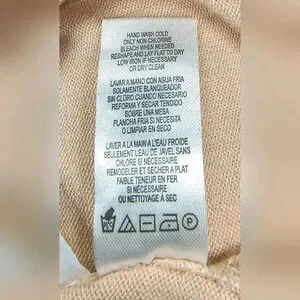 HAND WASH COLD
ONLY NON-CHLORINE
BLEACH WHEN NEEDED
RESHAPE AND LAY FLAT TO DRY
LOW IRON IF NECESSARY
OR DRY CLEAN
LAVAR A MANO CON AGUA FRIA
SOLAMENTE BLANQUEADOR
SIN CLORO CUANDO NECESARIO
REFORMA Y SECAR TENDIDO
SOBRE UNA MESA
PLANCHA FRIA SI NECESITA
O LIMPIAR EN SECO
LAVER A LA MAIN A L'EAU FROIDE
SEULEMENT L'EAU DE JAVEL SANS
CHLORE SI NÉCESSAIRE
REMODELER ET SECHER A PLAT
FAIBLE TENEUR EN FER
SI NÉCESSAIRE
OU NETTOYAGE À SEC
P